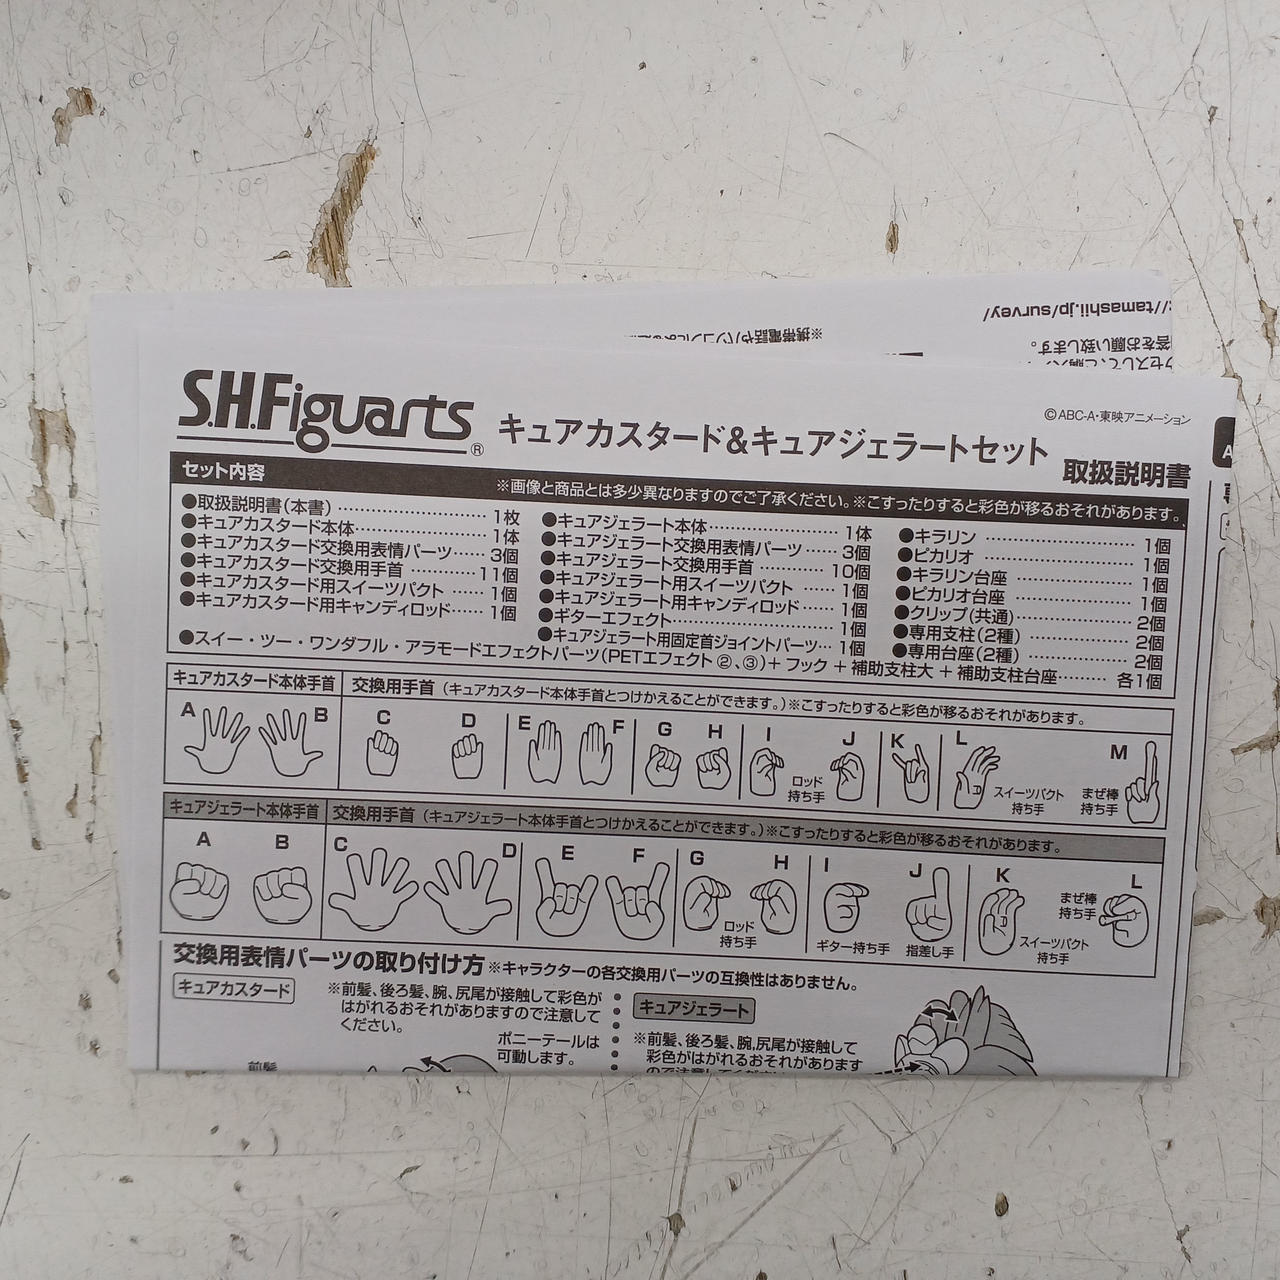 ://tamashii.jp/survey/
答をお願い致します。
S.H.Figuarts®
キュアカスタード&キュアジェラートセット
©ABC-A・東映アニメーション
取扱説明書
セット内容
※画像と商品とは多少異なりますのでご了承ください。※こすったりすると彩色が移るおそれがあります。
●取扱説明書(本書) 1枚
●キュアカスタード本体 1体
●キュアカスタード交換用表情パーツ 3個
●キュアカスタード交換用手首 11個
●キュアカスタード用スイーツパクト 1個
●キュアカスタード用キャンディロッド 1個
●キュアジェラート本体 1体
●キュアジェラート交換用表情パーツ 3個
●キュアジェラート交換用手首 10個
●キュアジェラート用スイーツパクト 1個
●キュアジェラート用キャンディロッド 1個
●ギターエフェクト 1個
●キュアジェラート用固定首ジョイントパーツ 1個
●キラリン 1個
●ピカリオ 1個
●キラリン台座 1個
●ピカリオ台座 1個
●クリップ(共通) 2個
●専用支柱(2種) 2個
●専用台座(2種) 2個
●スイー・ツー・ワンダフル・アラモードエフェクトパーツ(PETエフェクト②、③)+フック+補助支柱大+補助支柱台座 各1個
キュアカスタード本体手首
交換用手首(キュアカスタード本体手首とつけかえることができます。)※こすったりすると彩色が移るおそれがあります。
A B C D E F G H I J K L M
ロッド
持ち手
スイーツパクト
持ち手
まぜ棒
持ち手
キュアジェラート本体手首
交換用手首(キュアジェラート本体手首とつけかえることができます。)※こすったりすると彩色が移るおそれがあります。
A B C D E F G H I J K L
ロッド
持ち手
ギター持ち手
指差し手
スイーツパクト
持ち手
まぜ棒
持ち手
交換用表情パーツの取り付け方 ※キャラクターの各交換用パーツの互換性はありません。
キュアカスタード
※前髪、後ろ髪、腕、尻尾が接触して彩色が
はがれるおそれがありますので注意して
ください。
ポニーテールは
可動します。
前髪
キュアジェラート
※前髪、後ろ髪、腕、尻尾が接触して
彩色がはがれるおそれがあります